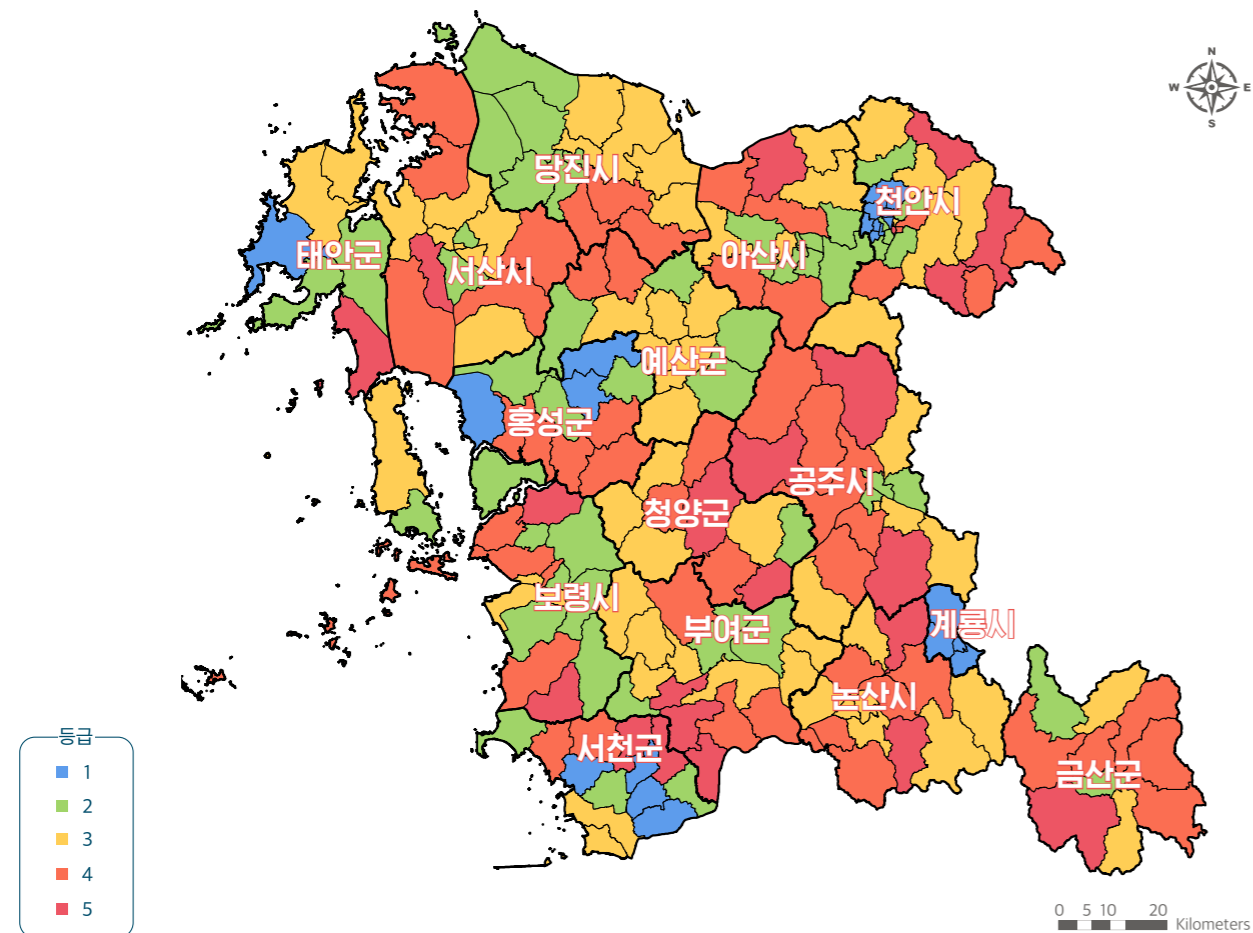 N
W E
S
당진시
천안시
태안군
서산시
아산시
예산군
홍성군
공주시
청양군
보령시
부여군
계룡시
논산시
서천군
금산군
등급
1
2
3
4
5
0 5 10 20 Kilometers